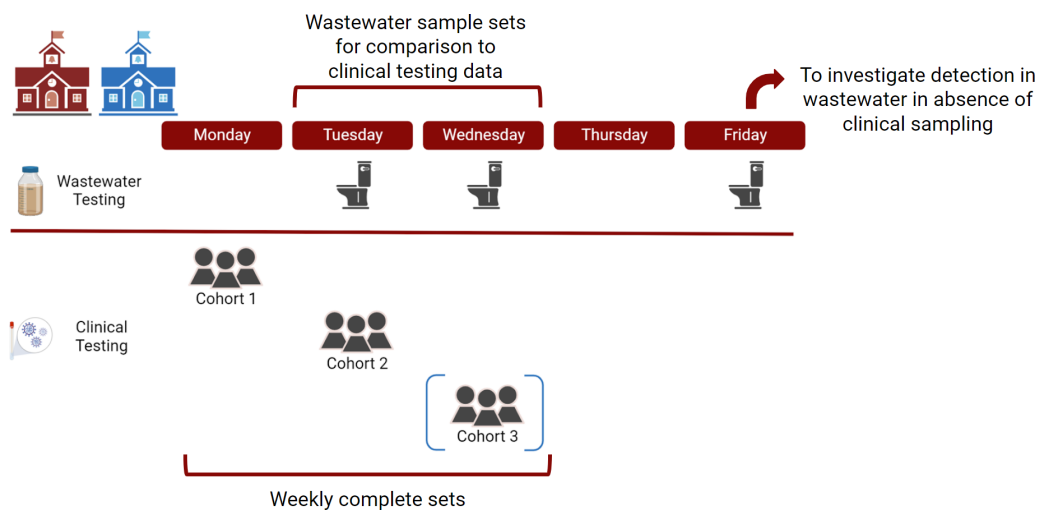 Wastewater sample sets
for comparison to
clinical testing data
To investigate detection in
wastewater in absence of
clinical sampling
Monday
Tuesday
Wednesday
Thursday
Friday
Wastewater
Testing
Cohort 1
Clinical
Testing
Cohort 2
Cohort 3
Weekly complete sets